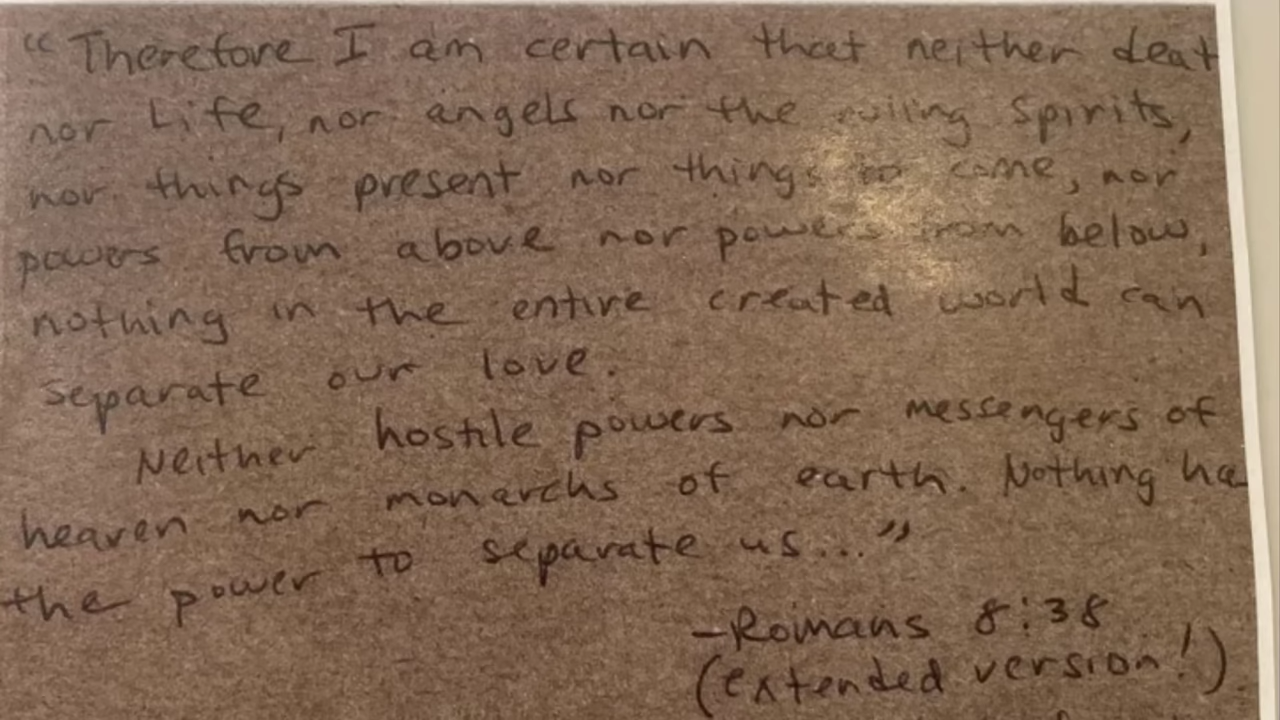 “Therefore I am certain that neither deat
nor Life, nor angels nor the ruling spirits,
nor things present nor things to come, nor
powers from above nor powers from below,
nothing in the entire created world can
separate our love.
Neither hostile powers nor messengers of
heaven nor monarchs of earth. Nothing ha
the power to separate us...”
-Romans 8:38
(extended version!)